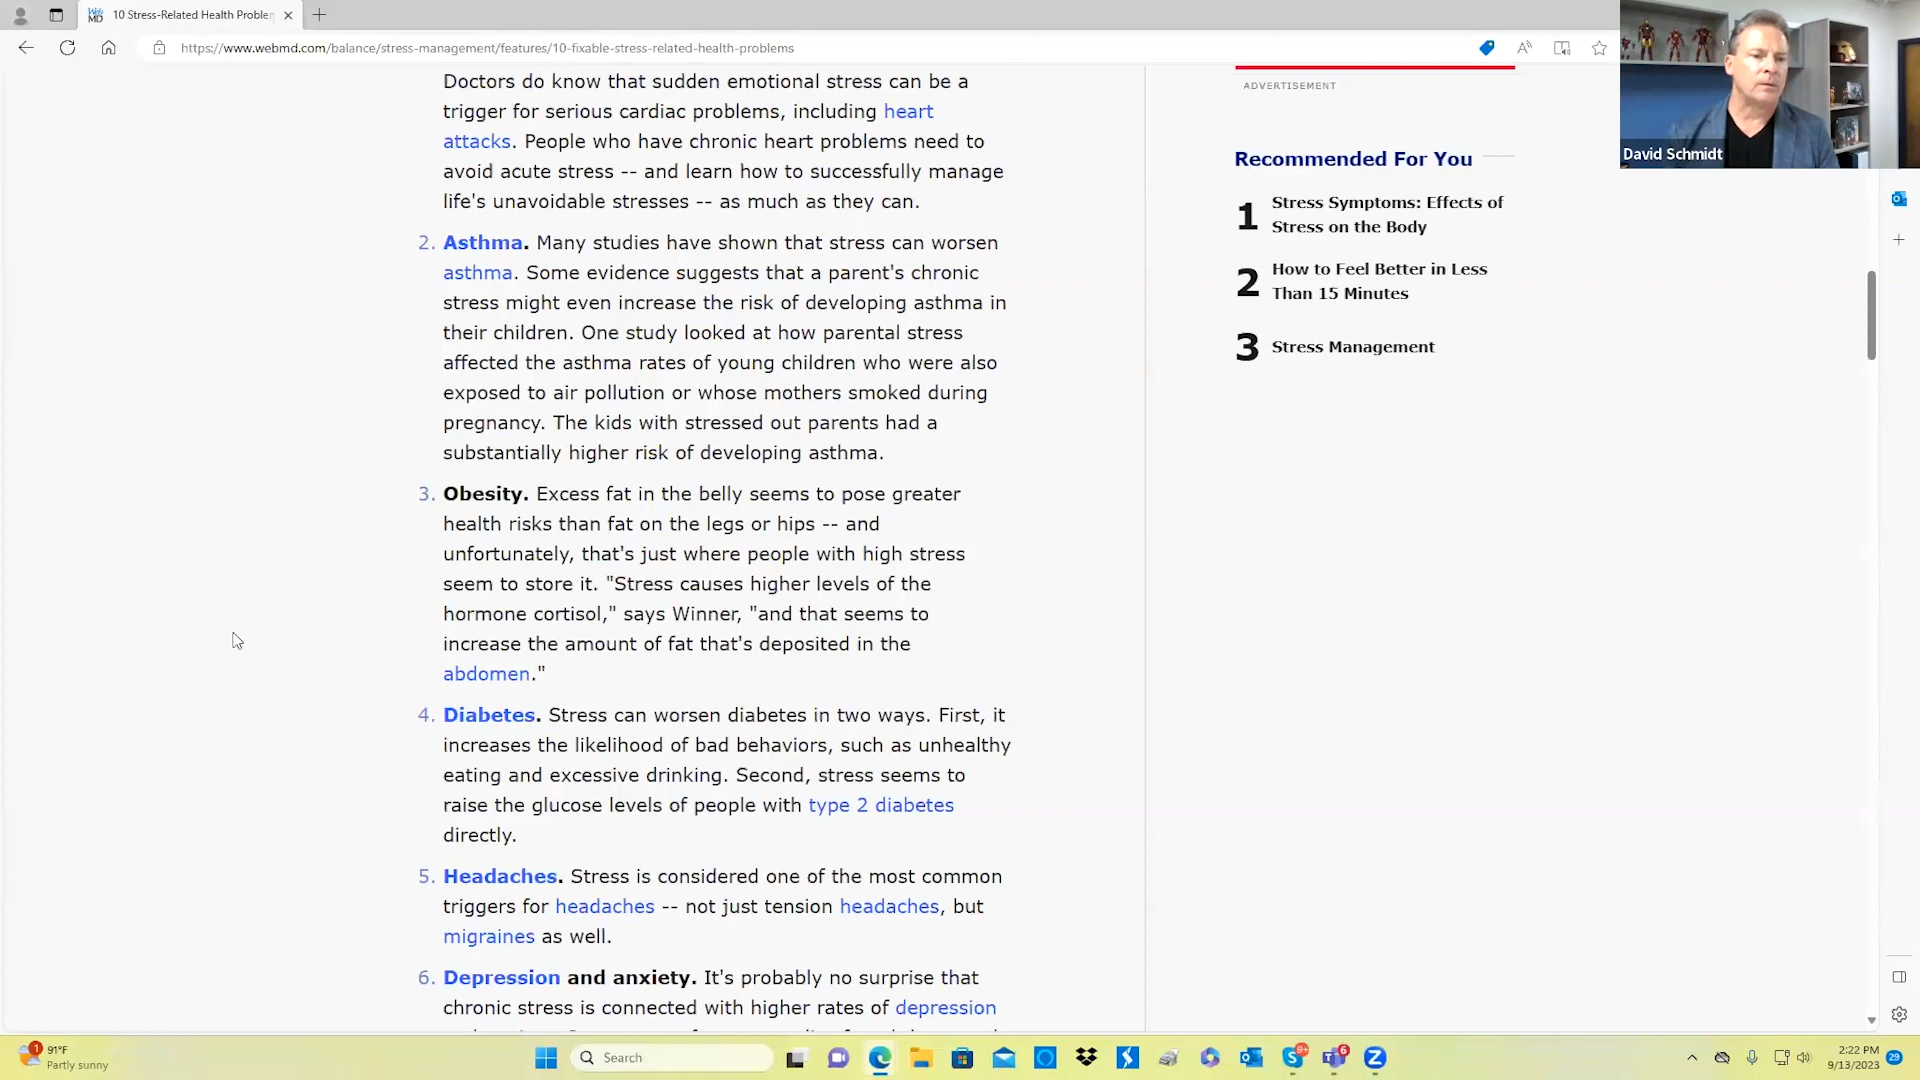 10 Stress-Related Health Probler
https://www.webmd.com/balance/stress-management/features/10-fixable-stress-related-health-problems
Doctors do know that sudden emotional stress can be a
trigger for serious cardiac problems, including heart
attacks. People who have chronic heart problems need to
avoid acute stress -- and learn how to successfully manage
life's unavoidable stresses -- as much as they can.
2. Asthma. Many studies have shown that stress can worsen
asthma. Some evidence suggests that a parent's chronic
stress might even increase the risk of developing asthma in
their children. One study looked at how parental stress
affected the asthma rates of young children who were also
exposed to air pollution or whose mothers smoked during
pregnancy. The kids with stressed out parents had a
substantially higher risk of developing asthma.
3. Obesity. Excess fat in the belly seems to pose greater
health risks than fat on the legs or hips -- and
unfortunately, that's just where people with high stress
seem to store it. "Stress causes higher levels of the
hormone cortisol," says Winner, "and that seems to
increase the amount of fat that's deposited in the
abdomen."
4. Diabetes. Stress can worsen diabetes in two ways. First, it
increases the likelihood of bad behaviors, such as unhealthy
eating and excessive drinking. Second, stress seems to
raise the glucose levels of people with type 2 diabetes
directly.
5. Headaches. Stress is considered one of the most common
triggers for headaches -- not just tension headaches, but
migraines as well.
6. Depression and anxiety. It's probably no surprise that
chronic stress is connected with higher rates of depression
ADVERTISEMENT
Recommended For You
1 Stress Symptoms: Effects of
Stress on the Body
2 How to Feel Better in Less
Than 15 Minutes
3 Stress Management
David Schmidt
1
91°F
Partly sunny
Search
9+
6
2:22 PM
9/13/2023
29